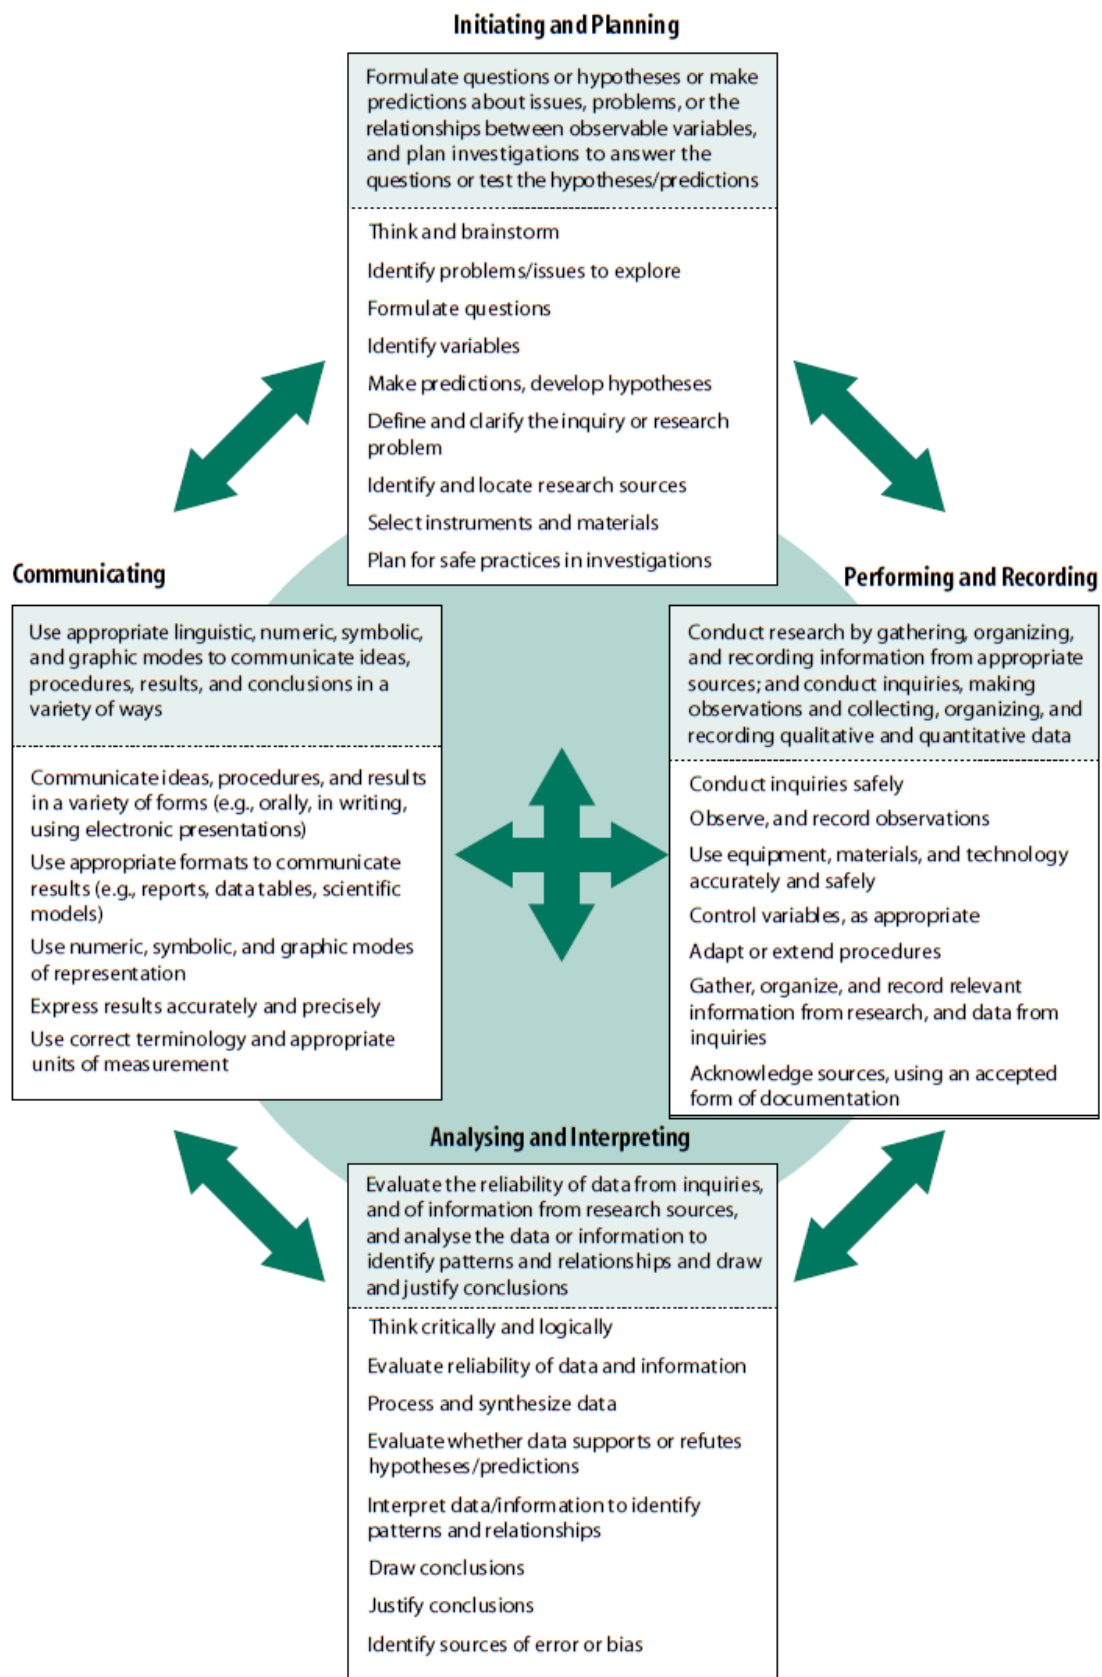 Initiating and Planning
Formulate questions or hypotheses or make
predictions about issues, problems, or the
relationships between observable variables,
and plan investigations to answer the
questions or test the hypotheses/predictions
Think and brainstorm
Identify problems/issues to explore
Formulate questions
Identify variables
Make predictions, develop hypotheses
Define and clarify the inquiry or research
problem
Identify and locate research sources
Select instruments and materials
Plan for safe practices in investigations
Communicating
Use appropriate linguistic, numeric, symbolic,
and graphic modes to communicate ideas,
procedures, results, and conclusions in a
variety of ways
Communicate ideas, procedures, and results
in a variety of forms (e.g., orally, in writing,
using electronic presentations)
Use appropriate formats to communicate
results (e.g., reports, data tables, scientific
models)
Use numeric, symbolic, and graphic modes
of representation
Express results accurately and precisely
Use correct terminology and appropriate
units of measurement
Performing and Recording
Conduct research by gathering, organizing,
and recording information from appropriate
sources; and conduct inquiries, making
observations and collecting, organizing, and
recording qualitative and quantitative data
Conduct inquiries safely
Observe, and record observations
Use equipment, materials, and technology
accurately and safely
Control variables, as appropriate
Adapt or extend procedures
Gather, organize, and record relevant
information from research, and data from
inquiries
Acknowledge sources, using an accepted
form of documentation
Analysing and Interpreting
Evaluate the reliability of data from inquiries,
and of information from research sources,
and analyse the data or information to
identify patterns and relationships and draw
and justify conclusions
Think critically and logically
Evaluate reliability of data and information
Process and synthesize data
Evaluate whether data supports or refutes
hypotheses/predictions
Interpret data/information to identify
patterns and relationships
Draw conclusions
Justify conclusions
Identify sources of error or bias